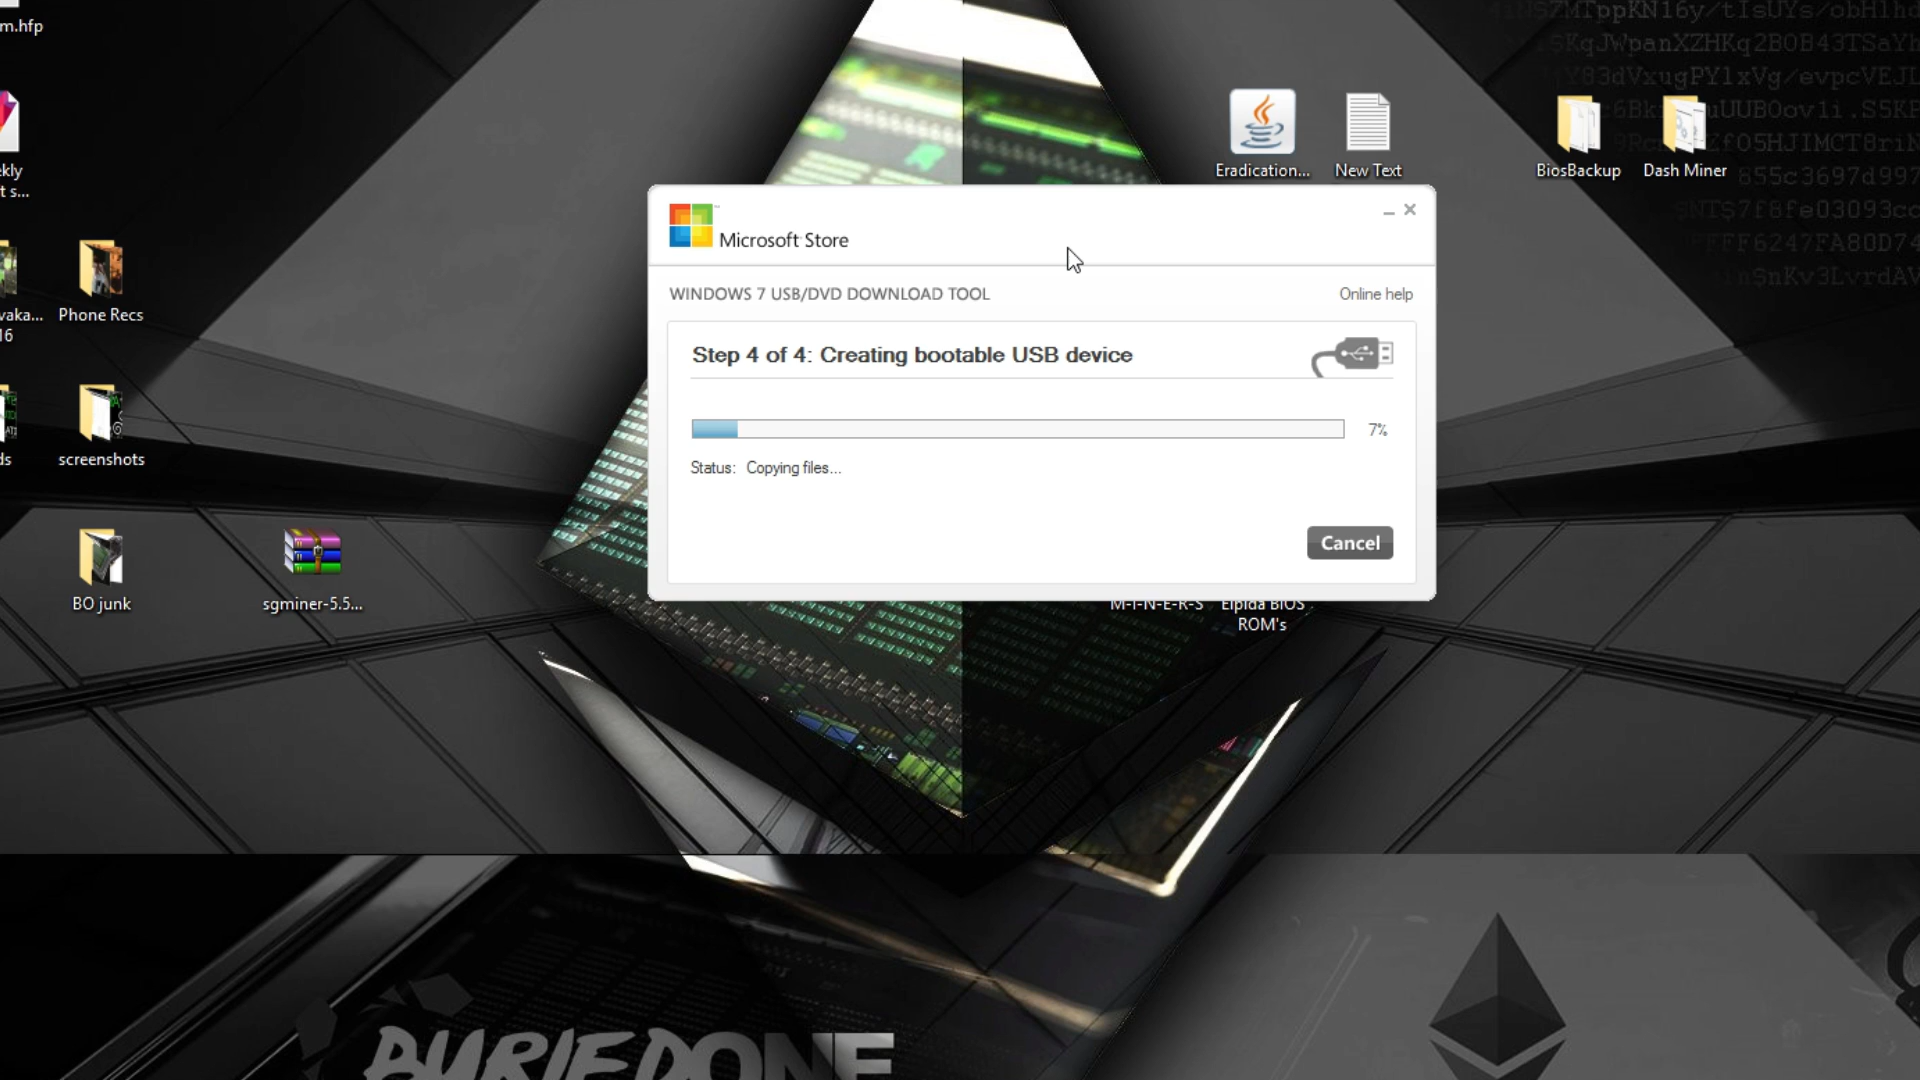 m.hfp
kly
t s...
Eradication...
New Text
BiosBackup
Dash Miner
Microsoft Store
WINDOWS 7 USB/DVD DOWNLOAD TOOL
Online help
Step 4 of 4: Creating bootable USB device
7%
Status: Copying files...
Cancel
vaka...
16
Phone Recs
ds
screenshots
BO junk
sgminer-5.5...
M-I-N-E-R-S
Elpida BIOS
ROM's
BURIEDONE